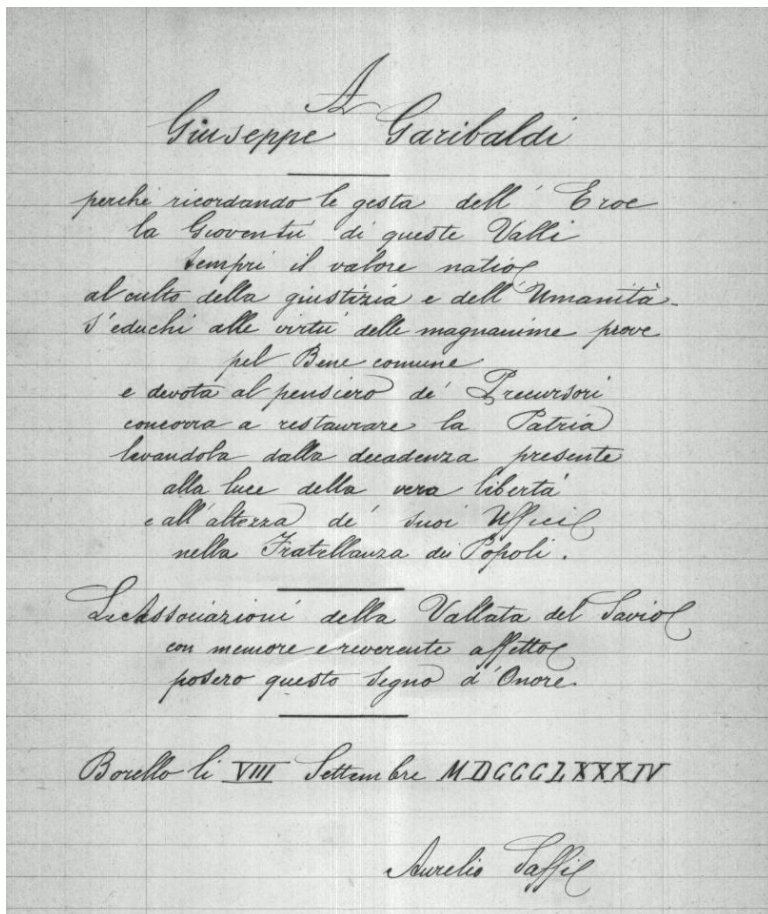 A
Giuseppe Garibaldi
perchè ricordando le gesta dell' Eroe
la Gioventù di queste Valli
tempri il valore natio
al culto della giustizia e dell' Umanità
s'educhi alle virtù delle magnanime prove
pel Bene comune
e devota al pensiero de' Precursori
concorra a restaurare la Patria
levandola dalla decadenza presente
alla luce della vera libertà
e all'altezza de' suoi Uffici
nella Fratellanza dei Popoli.
Le Associazioni della Vallata del Savio
con memore e reverente affetto
posero questo segno d'Onore.
Borello li VIII Settembre MDCCCLXXXIV
Aurelio Saffi